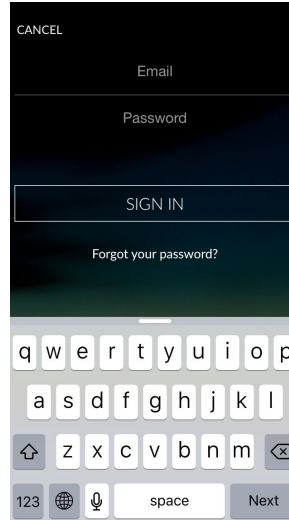 CANCEL
Email
Password
SIGN IN
Forgot your password?
q w e r t y u i o p
a s d f g h j k l
z x c v b n m
123 space Next